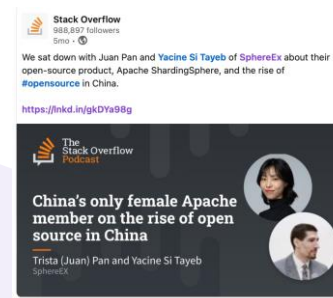 Stack Overflow
988,897 followers
5mo •
We sat down with Juan Pan and Yacine Si Tayeb of SphereEx about their
open-source product, Apache ShardingSphere, and the rise of
#opensource in China.
https://lnkd.in/gkDYa98g
The
Stack Overflow
Podcast
China's only female Apache
member on the rise of open
source in China
Trista (Juan) Pan and Yacine Si Tayeb
SphereEX